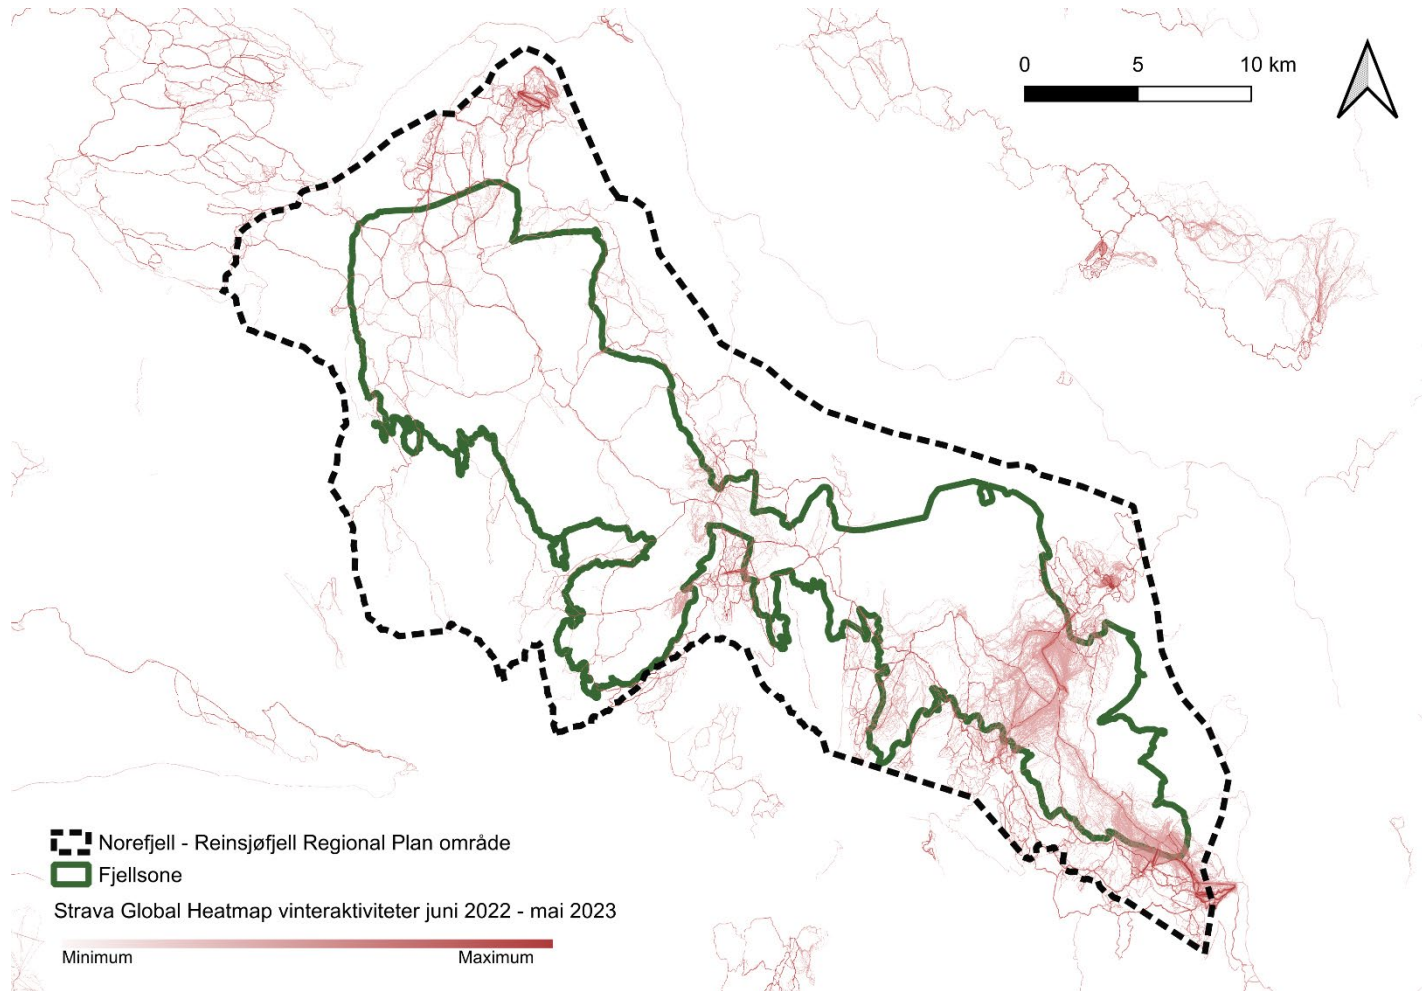 0 5 10 km
Norefjell - Reinsjøfjell Regional Plan område
Fjellsone
Strava Global Heatmap vinteraktiviteter juni 2022 - mai 2023
Minimum Maximum